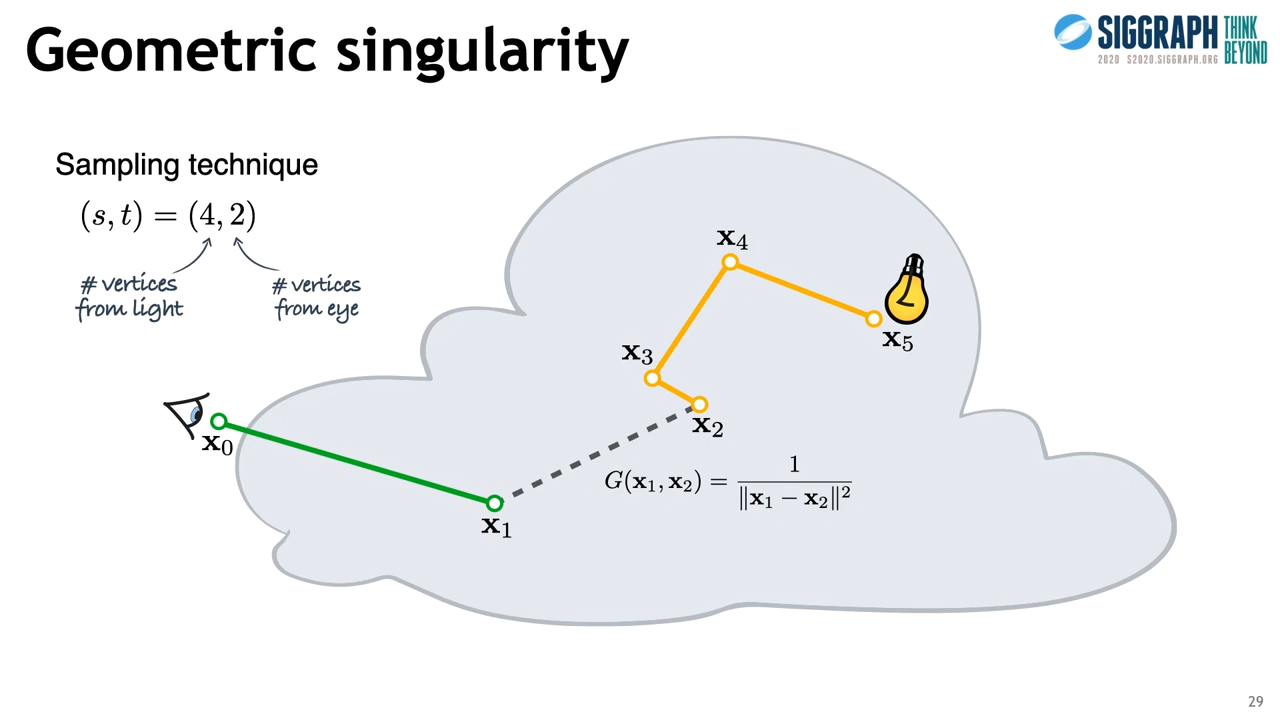 Geometric singularity
SIGGRAPH THINK BEYOND
2020 S2020.SIGGRAPH.ORG
Sampling technique
(s, t) = (4, 2)
# vertices from light
# vertices from eye
x₀
x₁
x₂
x₃
x₄
x₅
G(x₁, x₂) = 1 / ‖x₁ − x₂‖²
29